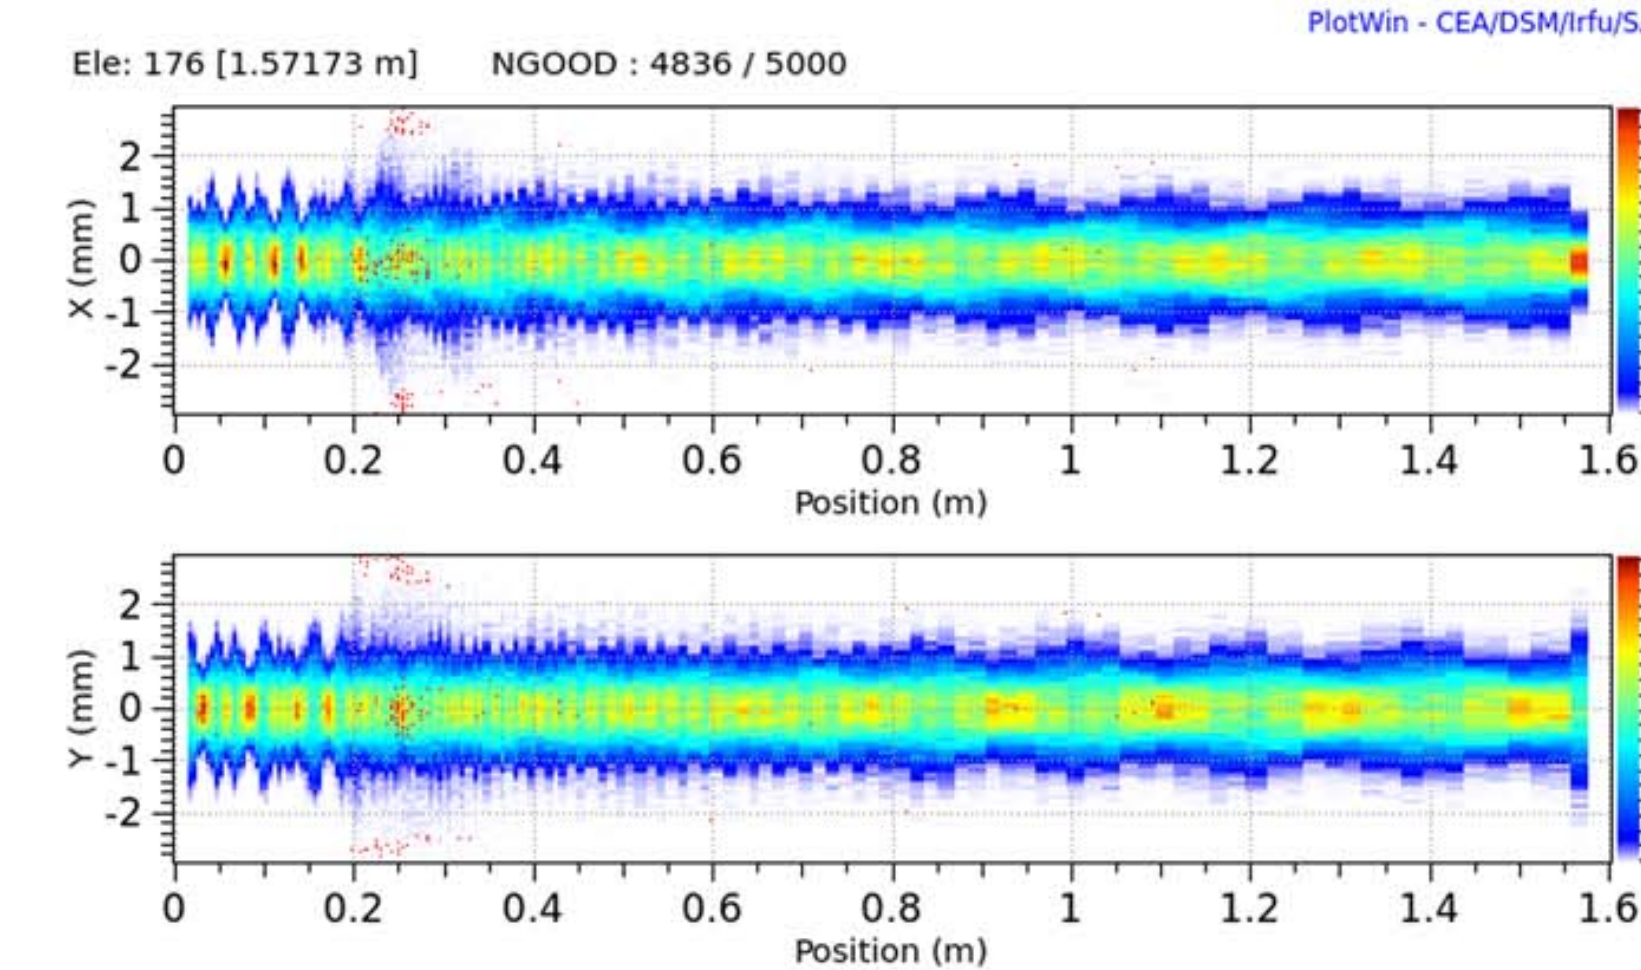 PlotWin - CEA/DSM/Irfu/S
Ele: 176 [1.57173 m] NGOOD : 4836 / 5000
X (mm)
2
1
0
-1
-2
0 0.2 0.4 0.6 0.8 1 1.2 1.4 1.6
Position (m)
Y (mm)
2
1
0
-1
-2
0 0.2 0.4 0.6 0.8 1 1.2 1.4 1.6
Position (m)